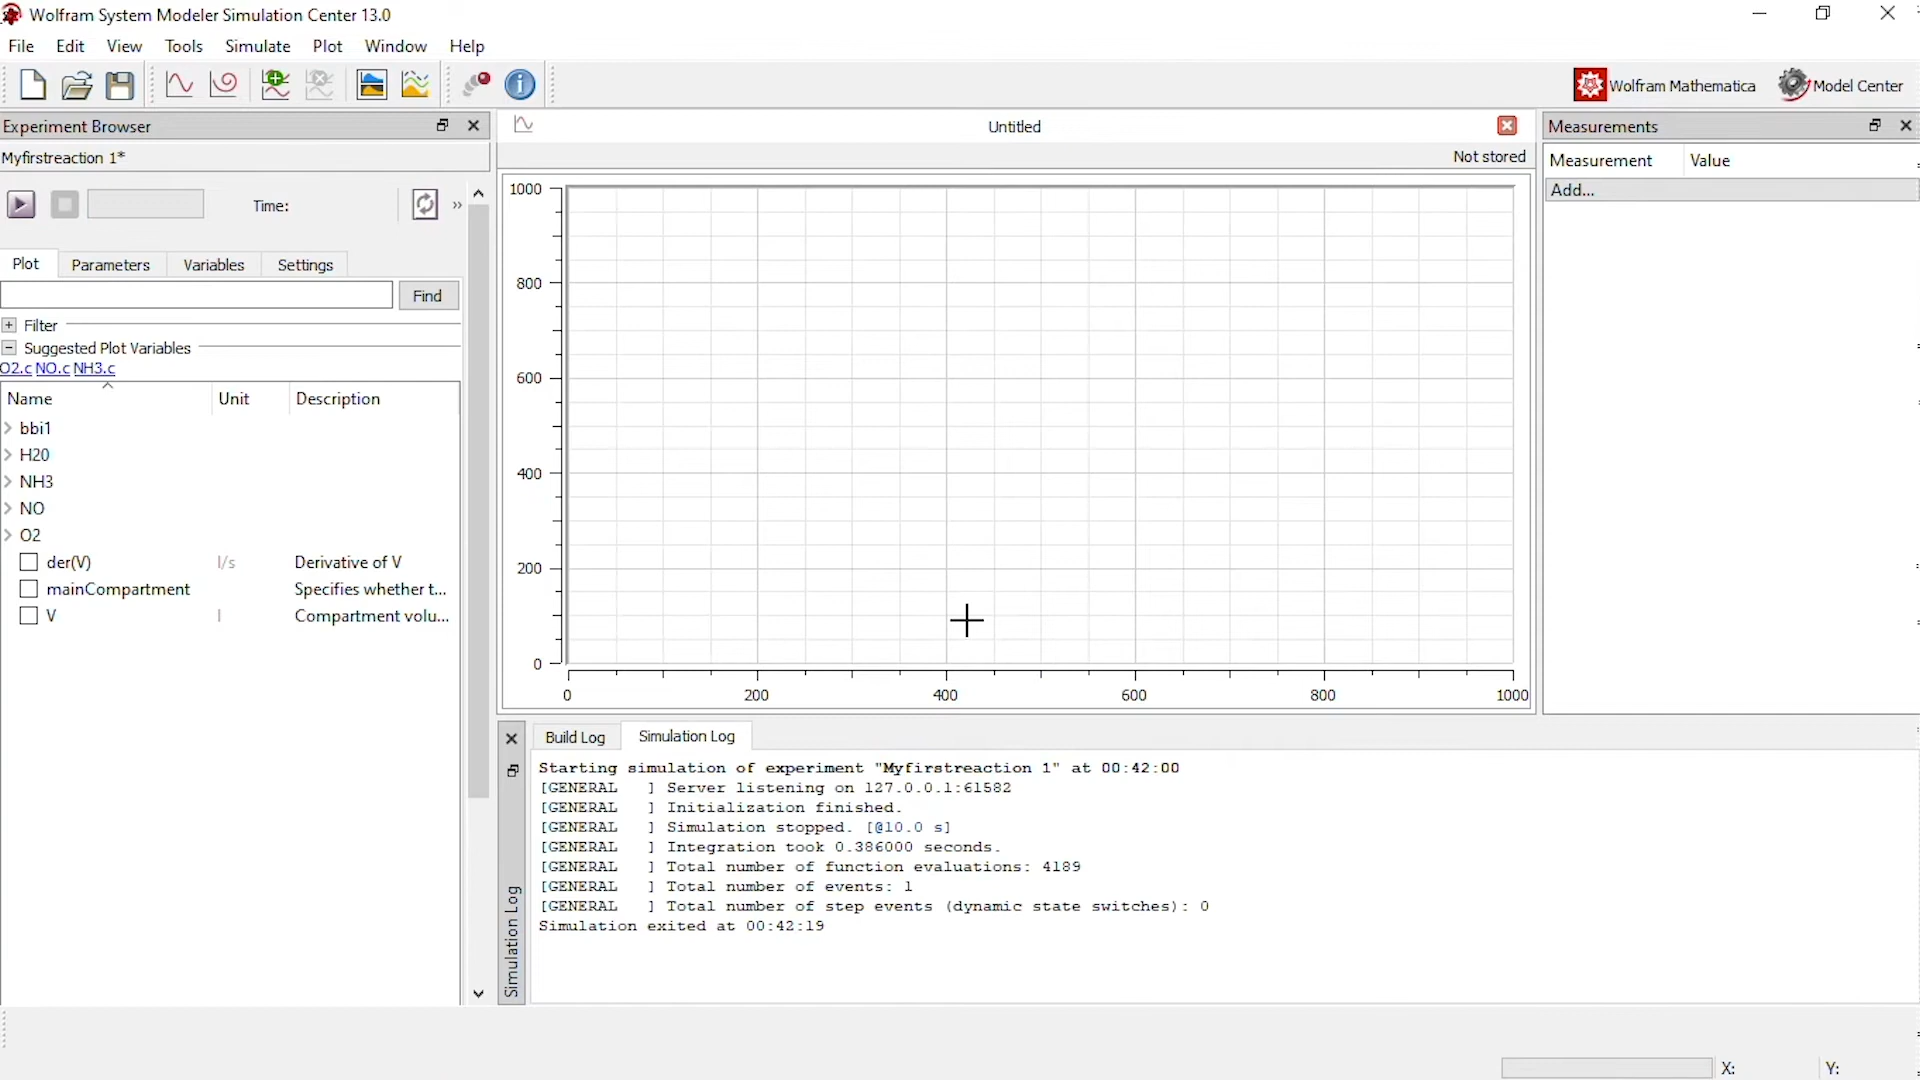 Wolfram System Modeler Simulation Center 13.0
File Edit View Tools Simulate Plot Window Help
Wolfram Mathematica Model Center
Experiment Browser
Myfirstreaction 1*
Time:
»
Plot Parameters Variables Settings
Find
Filter
Suggested Plot Variables
O2.c NO.c NH3.c
Name Unit Description
bbi1
H20
NH3
NO
O2
der(V) l/s Derivative of V
mainCompartment Specifies whether t...
V l Compartment volu...
Untitled
Not stored
1000
800
600
400
200
0
0 200 400 600 800 1000
Measurements
Measurement Value
Add...
Build Log Simulation Log
Simulation Log
Starting simulation of experiment "Myfirstreaction 1" at 00:42:00
[GENERAL ] Server listening on 127.0.0.1:61582
[GENERAL ] Initialization finished.
[GENERAL ] Simulation stopped. [@10.0 s]
[GENERAL ] Integration took 0.386000 seconds.
[GENERAL ] Total number of function evaluations: 4189
[GENERAL ] Total number of events: 1
[GENERAL ] Total number of step events (dynamic state switches): 0
Simulation exited at 00:42:19
X: Y: